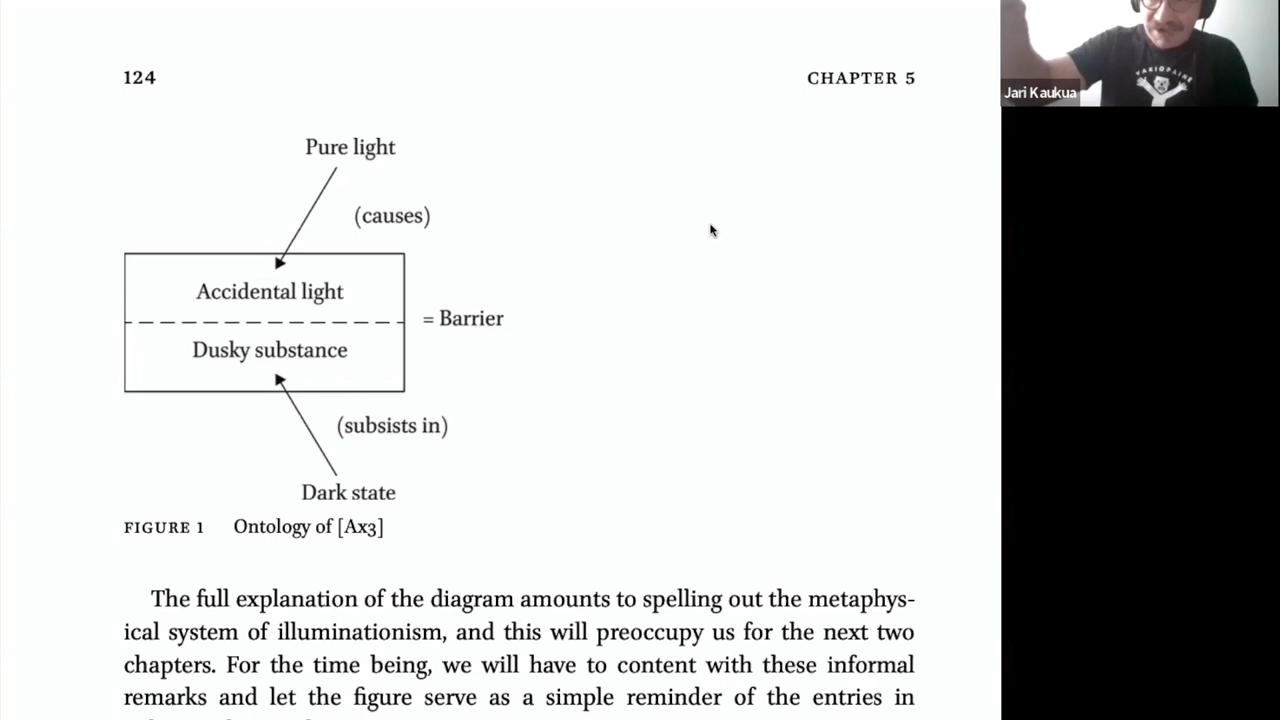 124
CHAPTER 5
Pure light
(causes)
Accidental light
= Barrier
Dusky substance
(subsists in)
Dark state
FIGURE 1 Ontology of [Ax3]
The full explanation of the diagram amounts to spelling out the metaphys-
ical system of illuminationism, and this will preoccupy us for the next two
chapters. For the time being, we will have to content with these informal
remarks and let the figure serve as a simple reminder of the entries in
Jari Kaukua
VARIOPAINE